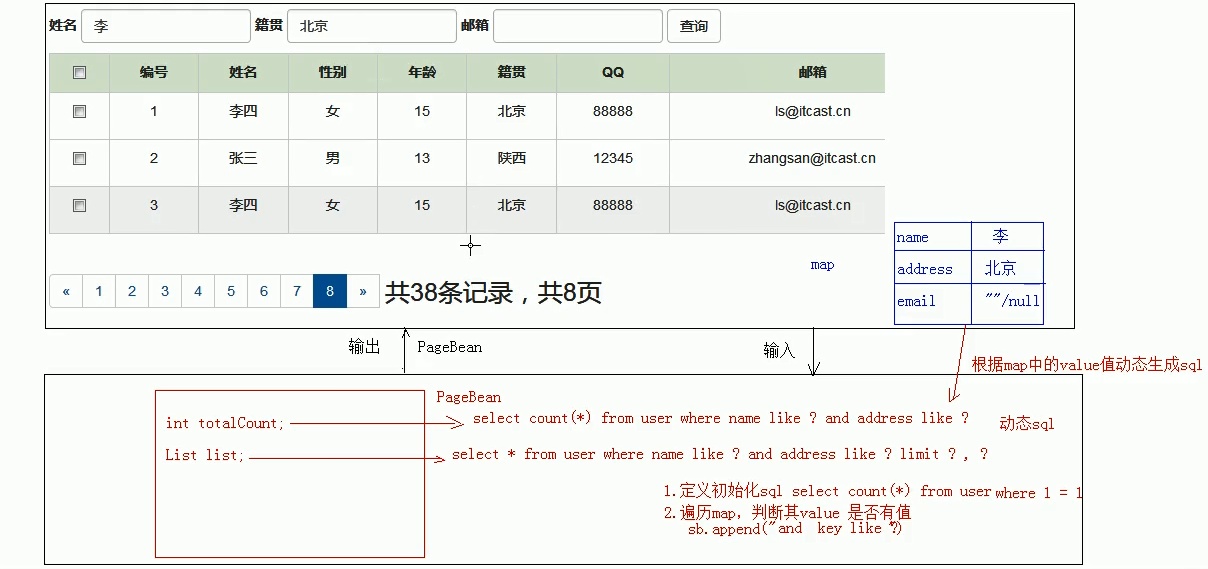 姓名 李 籍贯 北京 邮箱 查询
编号 姓名 性别 年龄 籍贯 QQ 邮箱
1 李四 女 15 北京 88888 ls@itcast.cn
2 张三 男 13 陕西 12345 zhangsan@itcast.cn
3 李四 女 15 北京 88888 ls@itcast.cn
map
name 李
address 北京
email ""/null
« 1 2 3 4 5 6 7 8 » 共38条记录，共8页
输出 PageBean
输入
根据map中的value值动态生成sql
PageBean
int totalCount; select count(*) from user where name like ? and address like ? 动态sql
List list; select * from user where name like ? and address like ? limit ? , ?
1.定义初始化sql select count(*) from user where 1 = 1
2.遍历map，判断其value 是否有值
sb.append("and key like ?")